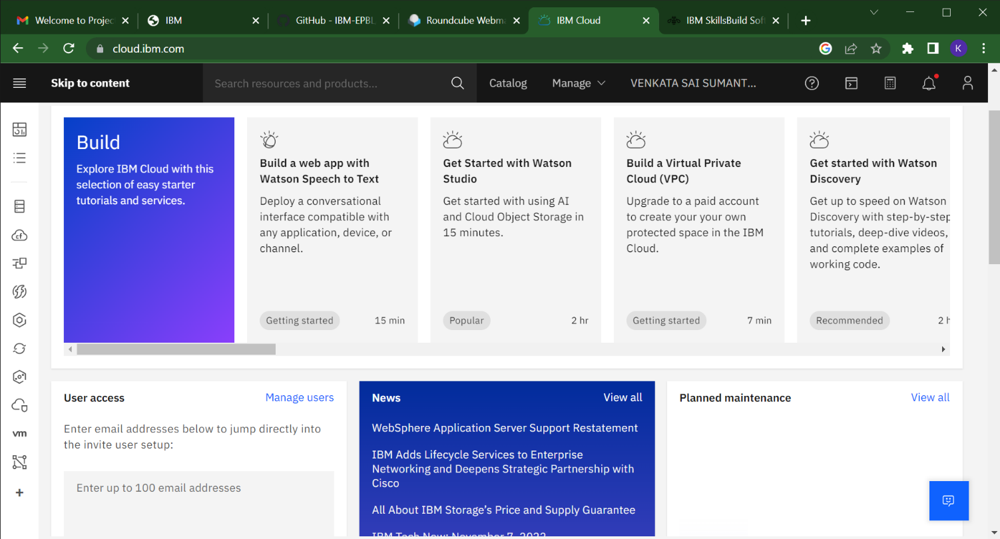 Welcome to Projec
IBM
GitHub - IBM-EPBL
Roundcube Webma
IBM Cloud
IBM SkillsBuild Soft
cloud.ibm.com
K
Skip to content
Search resources and products...
Catalog
Manage
VENKATA SAI SUMANT...
Build
Explore IBM Cloud with this
selection of easy starter
tutorials and services.
Build a web app with
Watson Speech to Text
Deploy a conversational
interface compatible with
any application, device, or
channel.
Getting started
15 min
Get Started with Watson
Studio
Get started with using AI
and Cloud Object Storage in
15 minutes.
Popular
2 hr
Build a Virtual Private
Cloud (VPC)
Upgrade to a paid account
to create your your own
protected space in the IBM
Cloud.
Getting started
7 min
Get started with Watson
Discovery
Get up to speed on Watson
Discovery with step-by-step
tutorials, deep-dive videos,
and complete examples of
working code.
Recommended
2 h
cf
vm
User access
Manage users
Enter email addresses below to jump directly into
the invite user setup:
Enter up to 100 email addresses
News
View all
WebSphere Application Server Support Restatement
IBM Adds Lifecycle Services to Enterprise
Networking and Deepens Strategic Partnership with
Cisco
All About IBM Storage's Price and Supply Guarantee
IBM Tech Now: November 7, 2022
Planned maintenance
View all